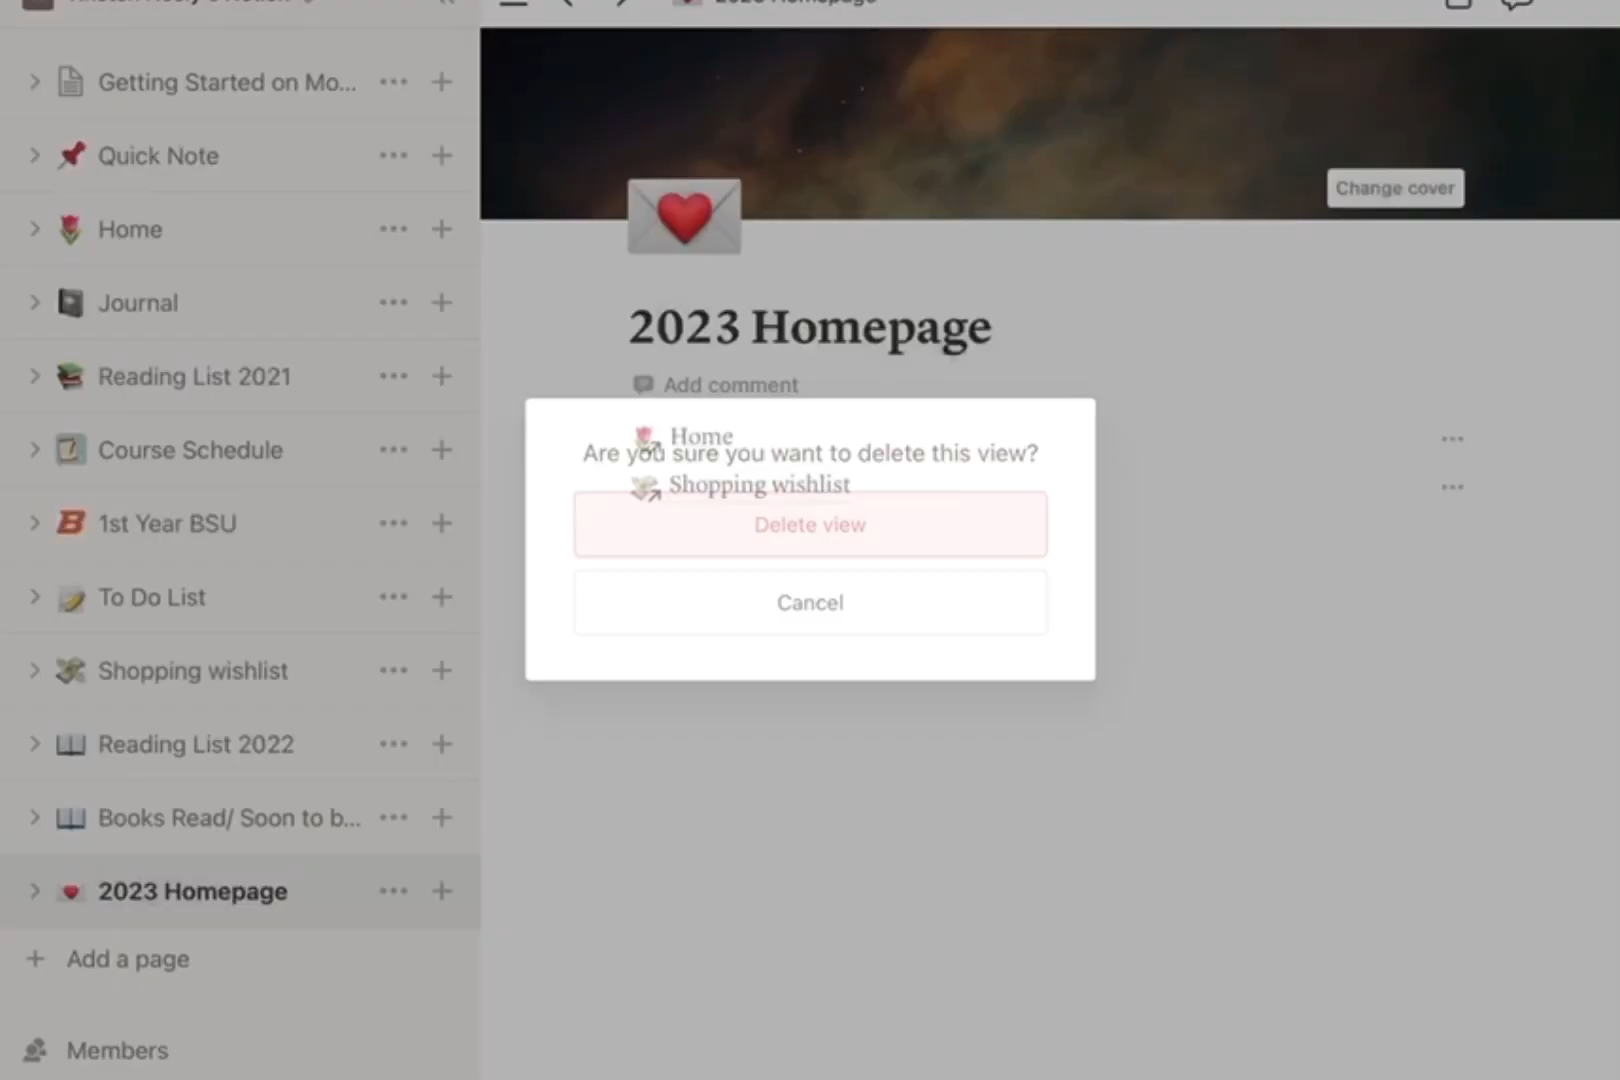 2023 Homepage
Getting Started on Mo...
Quick Note
Home
Journal
Reading List 2021
Course Schedule
1st Year BSU
To Do List
Shopping wishlist
Reading List 2022
Books Read/ Soon to b...
2023 Homepage
Add a page
Members
Change cover
2023 Homepage
Add comment
Home
Are you sure you want to delete this view?
Shopping wishlist
Delete view
Cancel